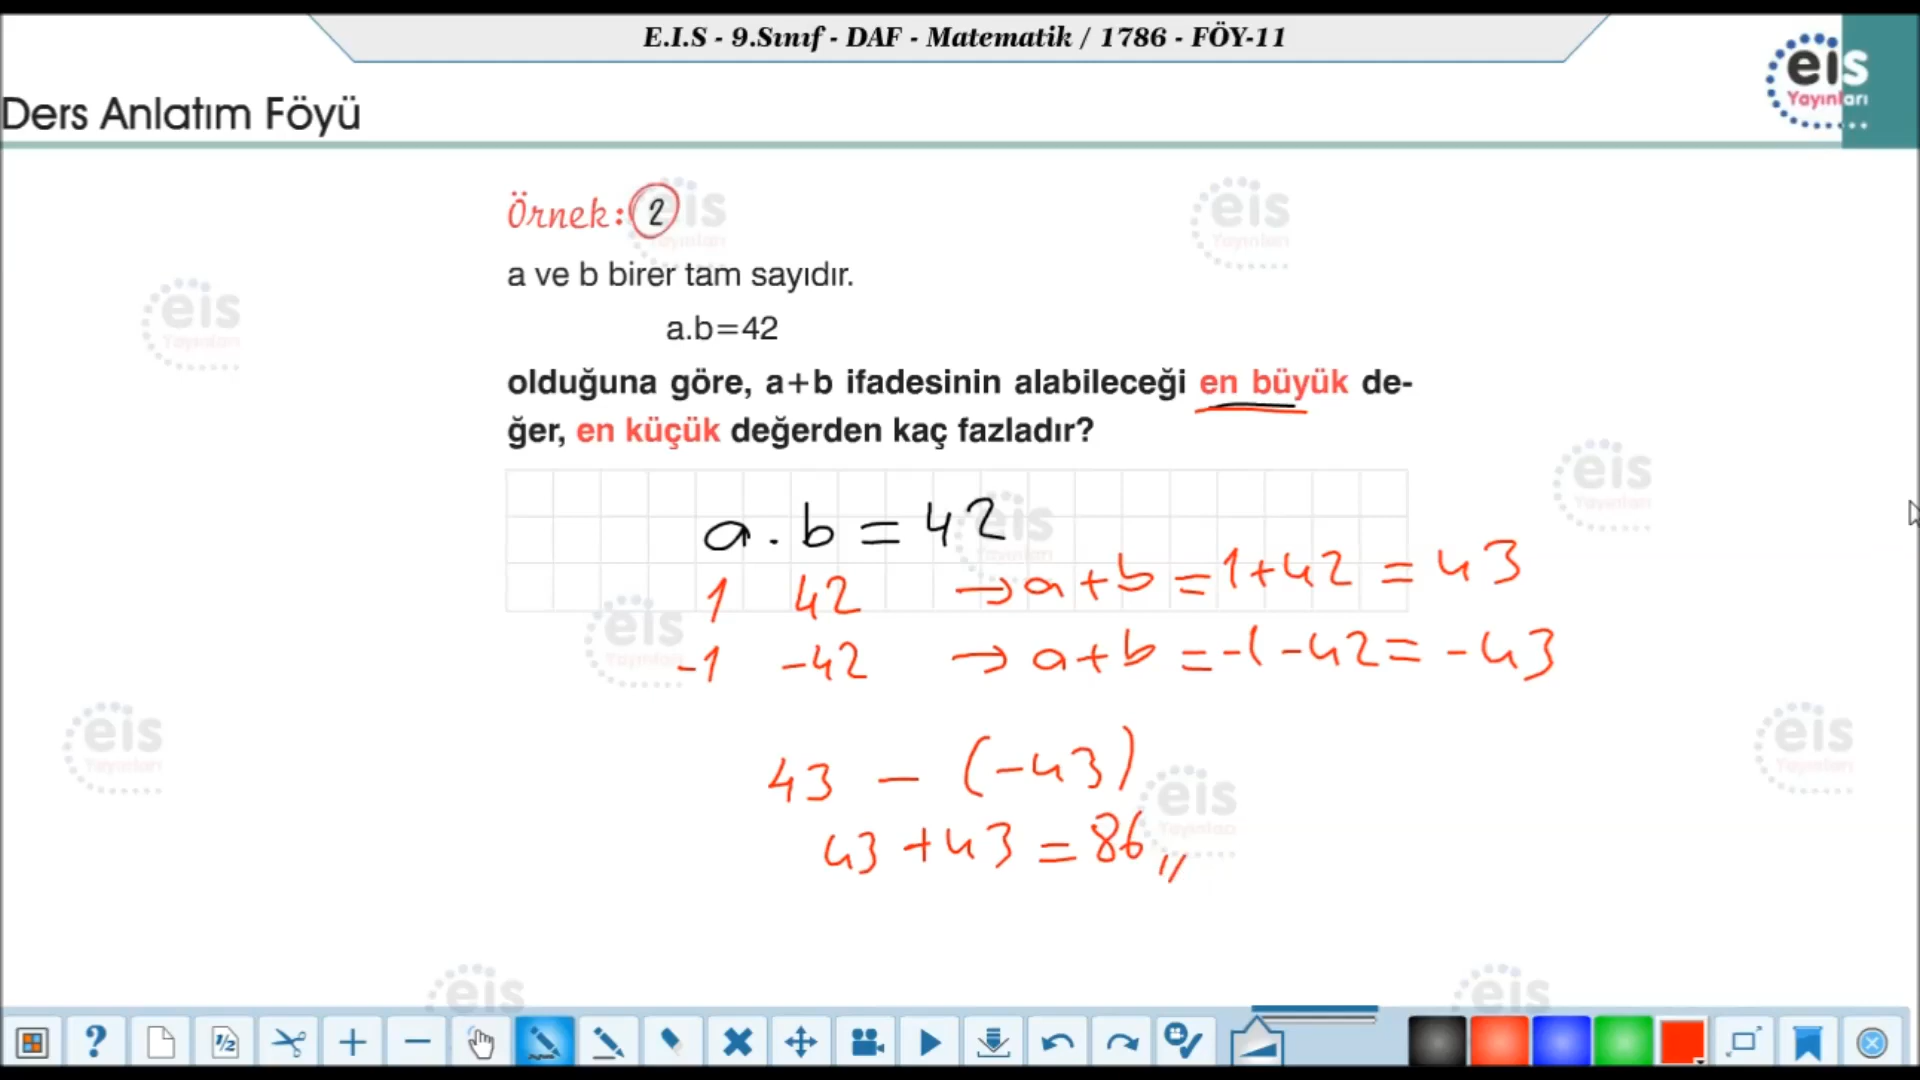 E.I.S - 9.Sınıf - DAF - Matematik / 1786 - FÖY-11
eis
Yayınları
Ders Anlatım Föyü
Örnek: 2
a ve b birer tam sayıdır.
a.b=42
olduğuna göre, a+b ifadesinin alabileceği en büyük de-
ğer, en küçük değerden kaç fazladır?
a . b = 42
1 42 → a+b = 1+42 = 43
-1 -42 → a+b = -1 -42 = -43
43 - (-43)
43 +43 = 86,,
? 1/2